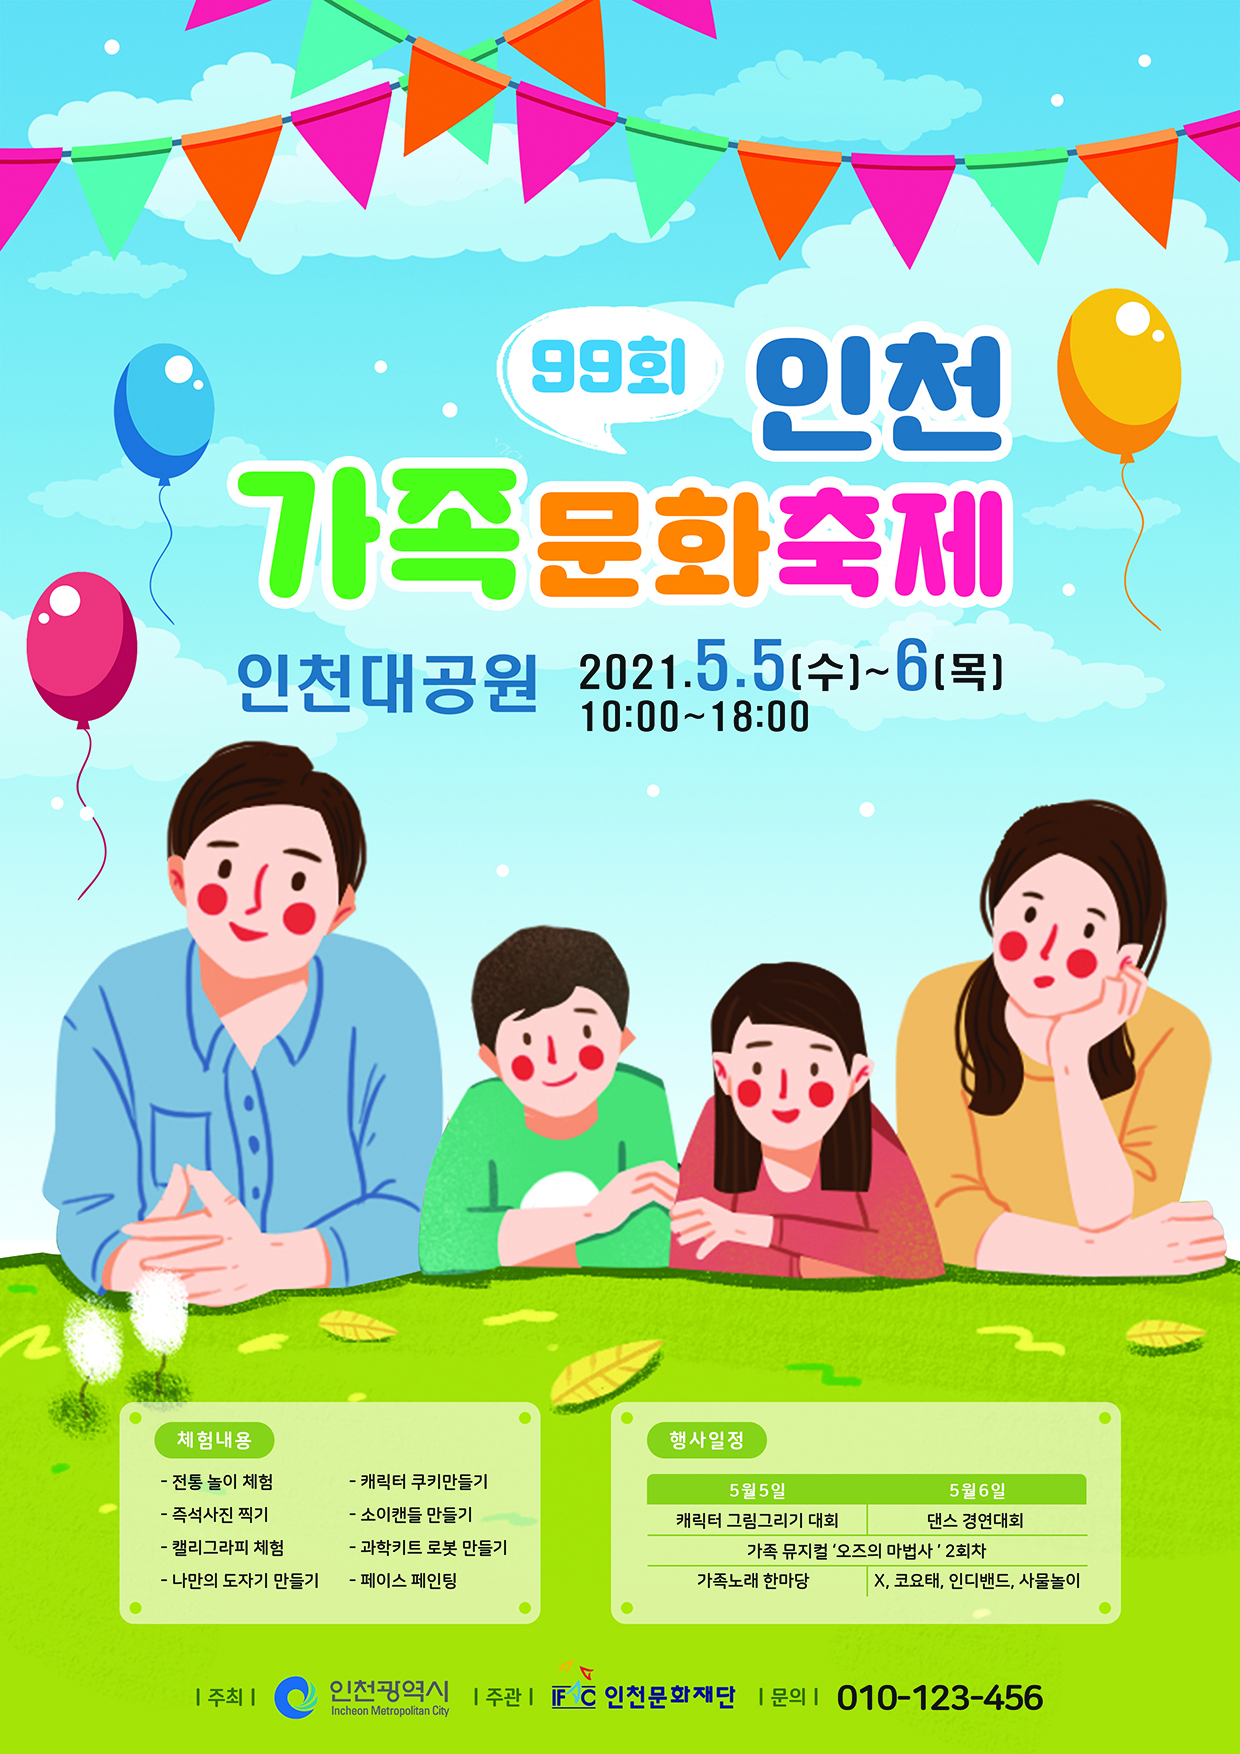 99회 인천
가족문화축제
인천대공원
2021.5.5(수)~6(목)
10:00~18:00
체험내용
- 전통 놀이 체험
- 즉석사진 찍기
- 캘리그라피 체험
- 나만의 도자기 만들기
- 캐릭터 쿠키만들기
- 소이캔들 만들기
- 과학키트 로봇 만들기
- 페이스 페인팅
행사일정
5월5일 5월6일
캐릭터 그림그리기 대회 댄스 경연대회
가족 뮤지컬 ‘오즈의 마법사 ’ 2회차
가족노래 한마당 X, 코요태, 인디밴드, 사물놀이
| 주최 | 인천광역시 Incheon Metropolitan City | 주관 | IFAC 인천문화재단 | 문의 | 010-123-456